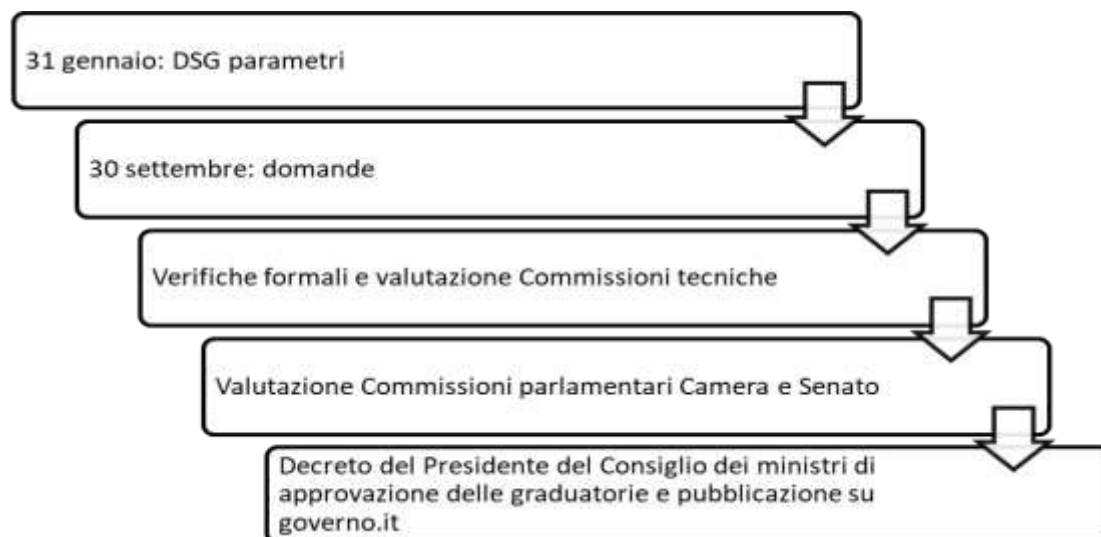 31 gennaio: DSG parametri
30 settembre: domande
Verifiche formali e valutazione Commissioni tecniche
Valutazione Commissioni parlamentari Camera e Senato
Decreto del Presidente del Consiglio dei ministri di
approvazione delle graduatorie e pubblicazione su
governo.it